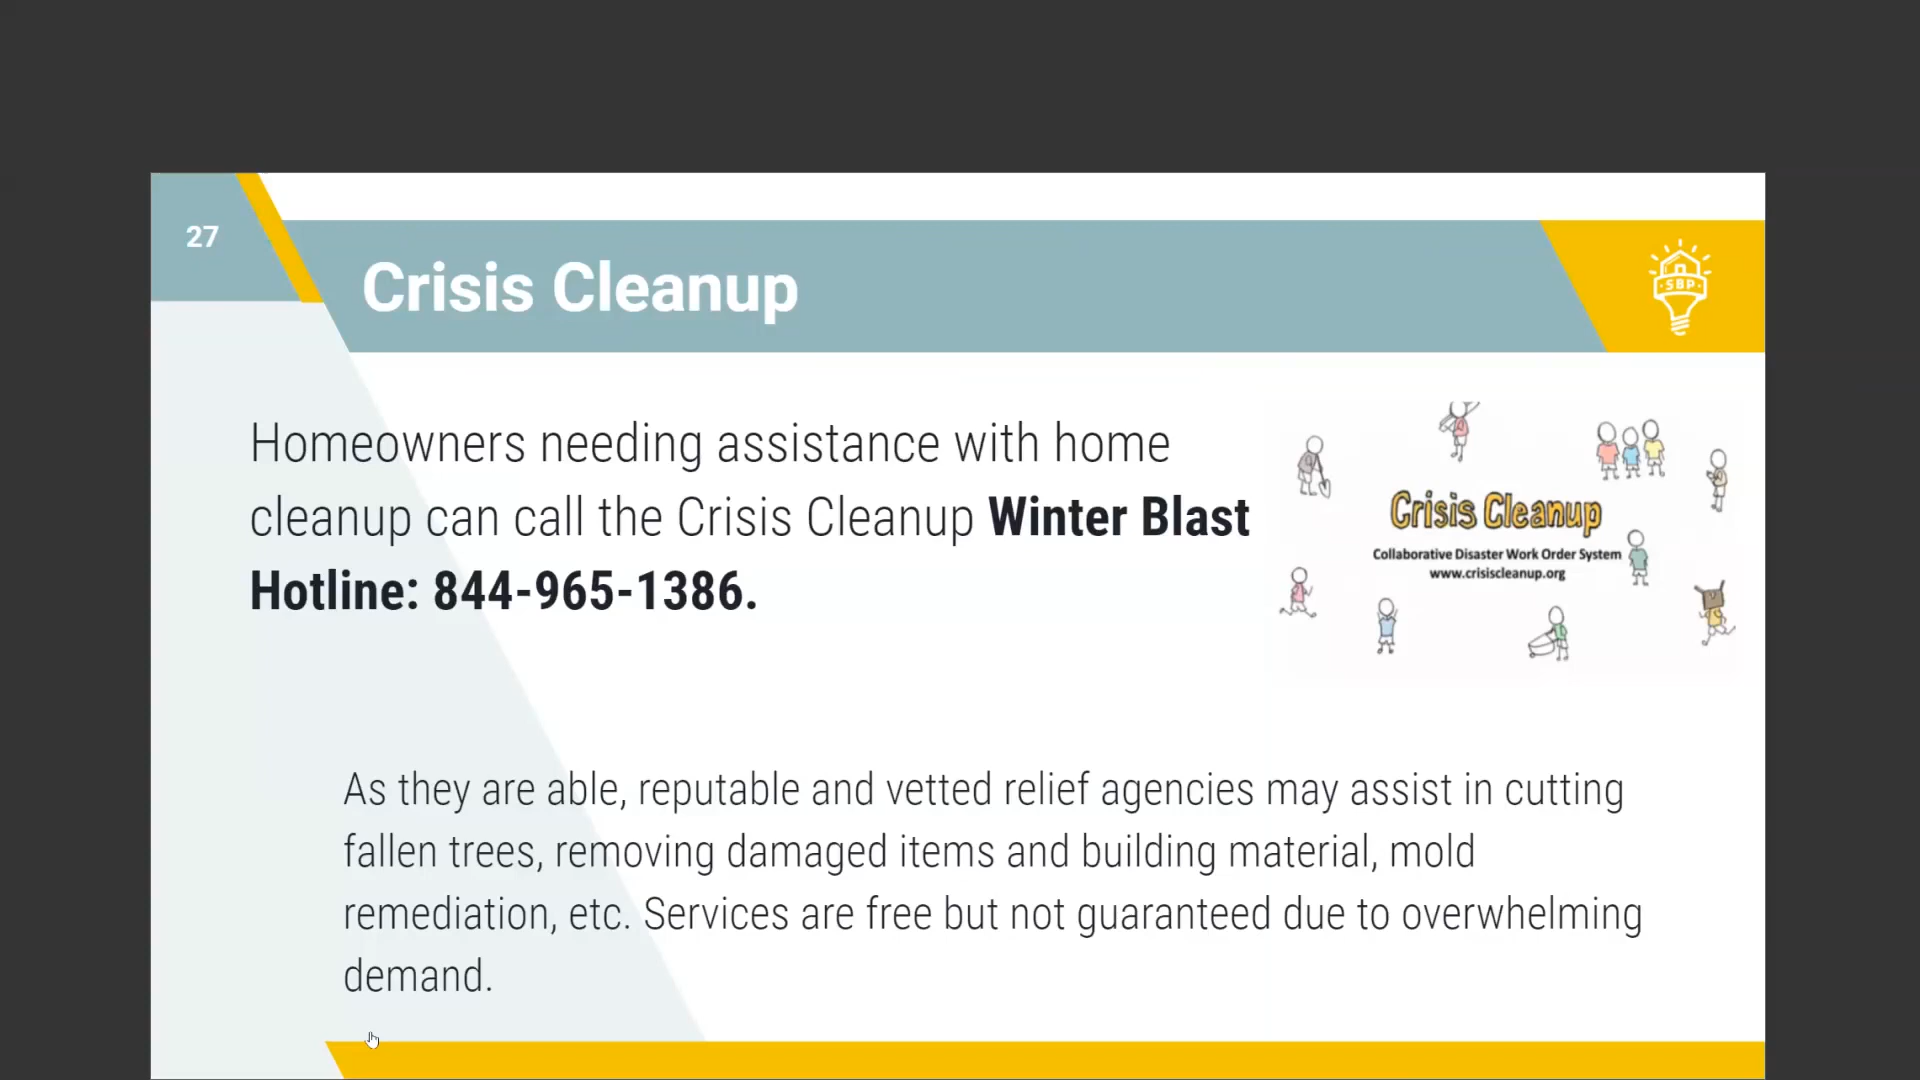 27
Crisis Cleanup
SBP
Homeowners needing assistance with home
cleanup can call the Crisis Cleanup Winter Blast
Hotline: 844-965-1386.
Crisis Cleanup
Collaborative Disaster Work Order System
www.crisiscleanup.org
As they are able, reputable and vetted relief agencies may assist in cutting
fallen trees, removing damaged items and building material, mold
remediation, etc. Services are free but not guaranteed due to overwhelming
demand.